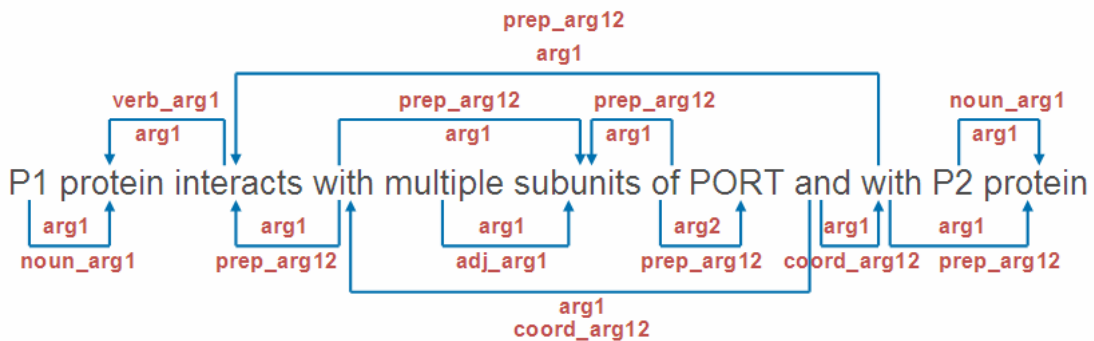 prep_arg12
arg1
verb_arg1 prep_arg12 prep_arg12 noun_arg1
arg1 arg1 arg1 arg1
P1 protein interacts with multiple subunits of PORT and with P2 protein
arg1 arg1 arg1 arg2 arg1 arg1
noun_arg1 prep_arg12 adj_arg1 prep_arg12 coord_arg12 prep_arg12
arg1
coord_arg12